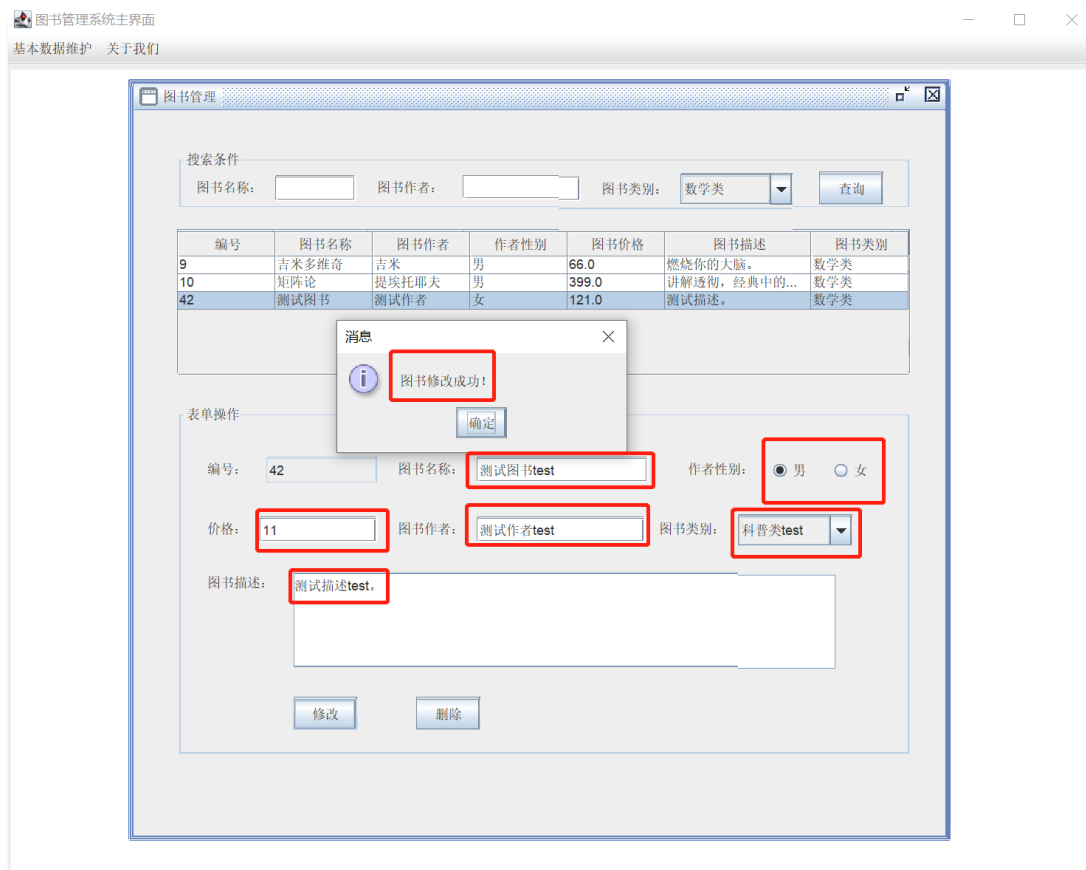 图书管理系统主界面
基本数据维护 关于我们
图书管理
搜索条件
图书名称： 图书作者： 图书类别： 数学类 查询
编号 图书名称 图书作者 作者性别 图书价格 图书描述 图书类别
9 吉米多维奇 吉米 男 66.0 燃烧你的大脑。 数学类
10 矩阵论 提埃托耶夫 男 399.0 讲解透彻，经典中的... 数学类
42 测试图书 测试作者 女 121.0 测试描述。 数学类
消息
图书修改成功！
确定
表单操作
编号： 42 图书名称： 测试图书test 作者性别： 男 女
价格： 11 图书作者： 测试作者test 图书类别： 科普类test
图书描述： 测试描述test。
修改 删除